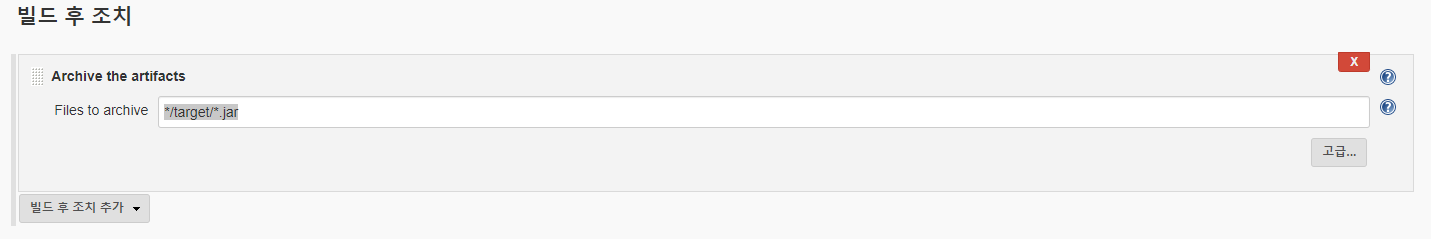 빌드 후 조치
X
Archive the artifacts
?
Files to archive
*/target/*.jar
?
고급...
빌드 후 조치 추가